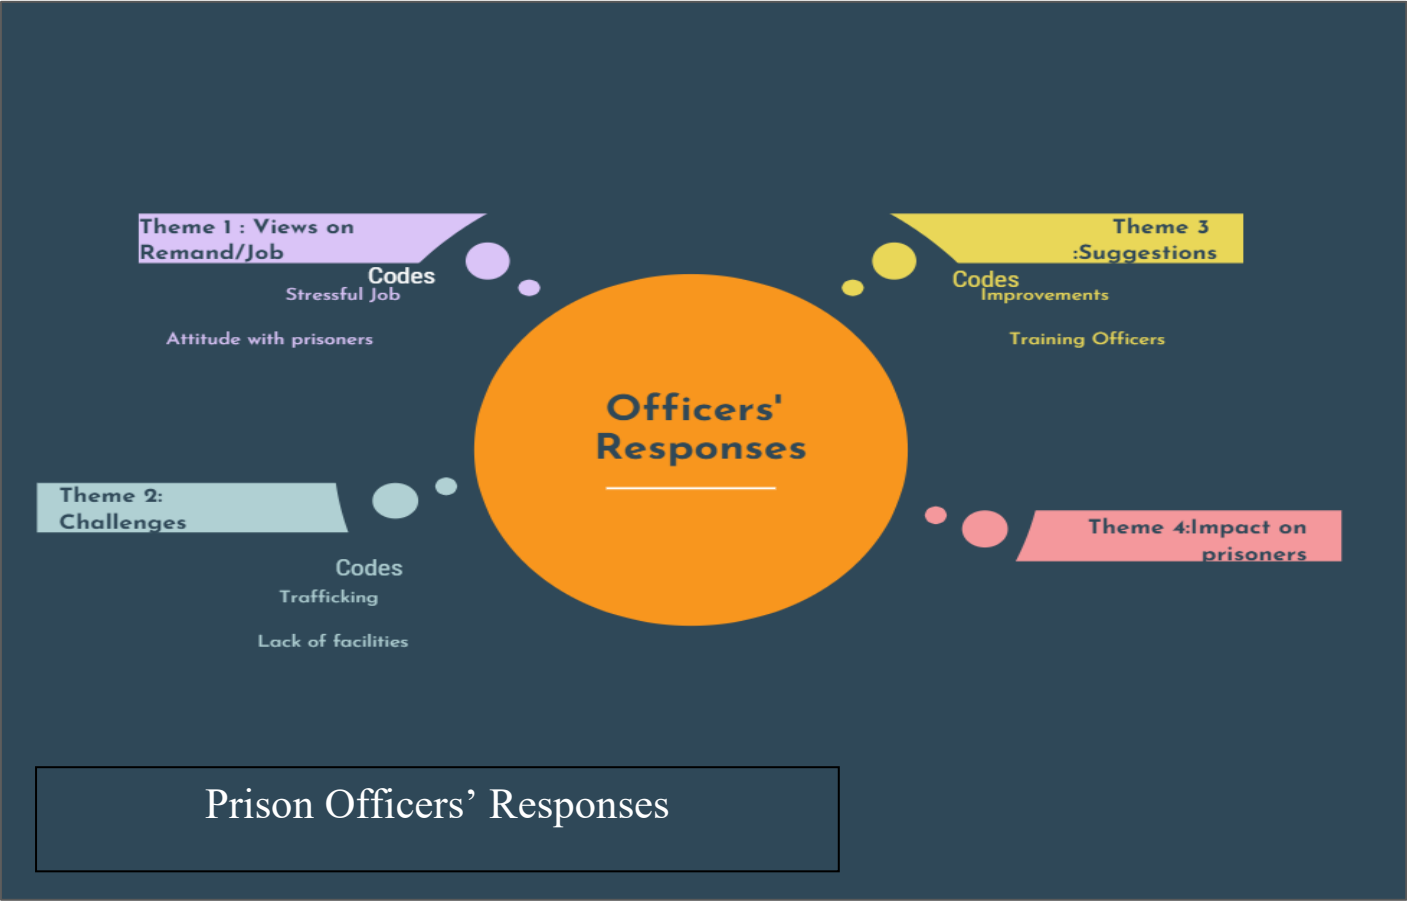 Theme 1 : Views on
Remand/Job
Codes
Stressful Job
Attitude with prisoners
Theme 2:
Challenges
Codes
Trafficking
Lack of facilities
Officers'
Responses
Theme 3
:Suggestions
Codes
Improvements
Training Officers
Theme 4:Impact on
prisoners
Prison Officers’ Responses